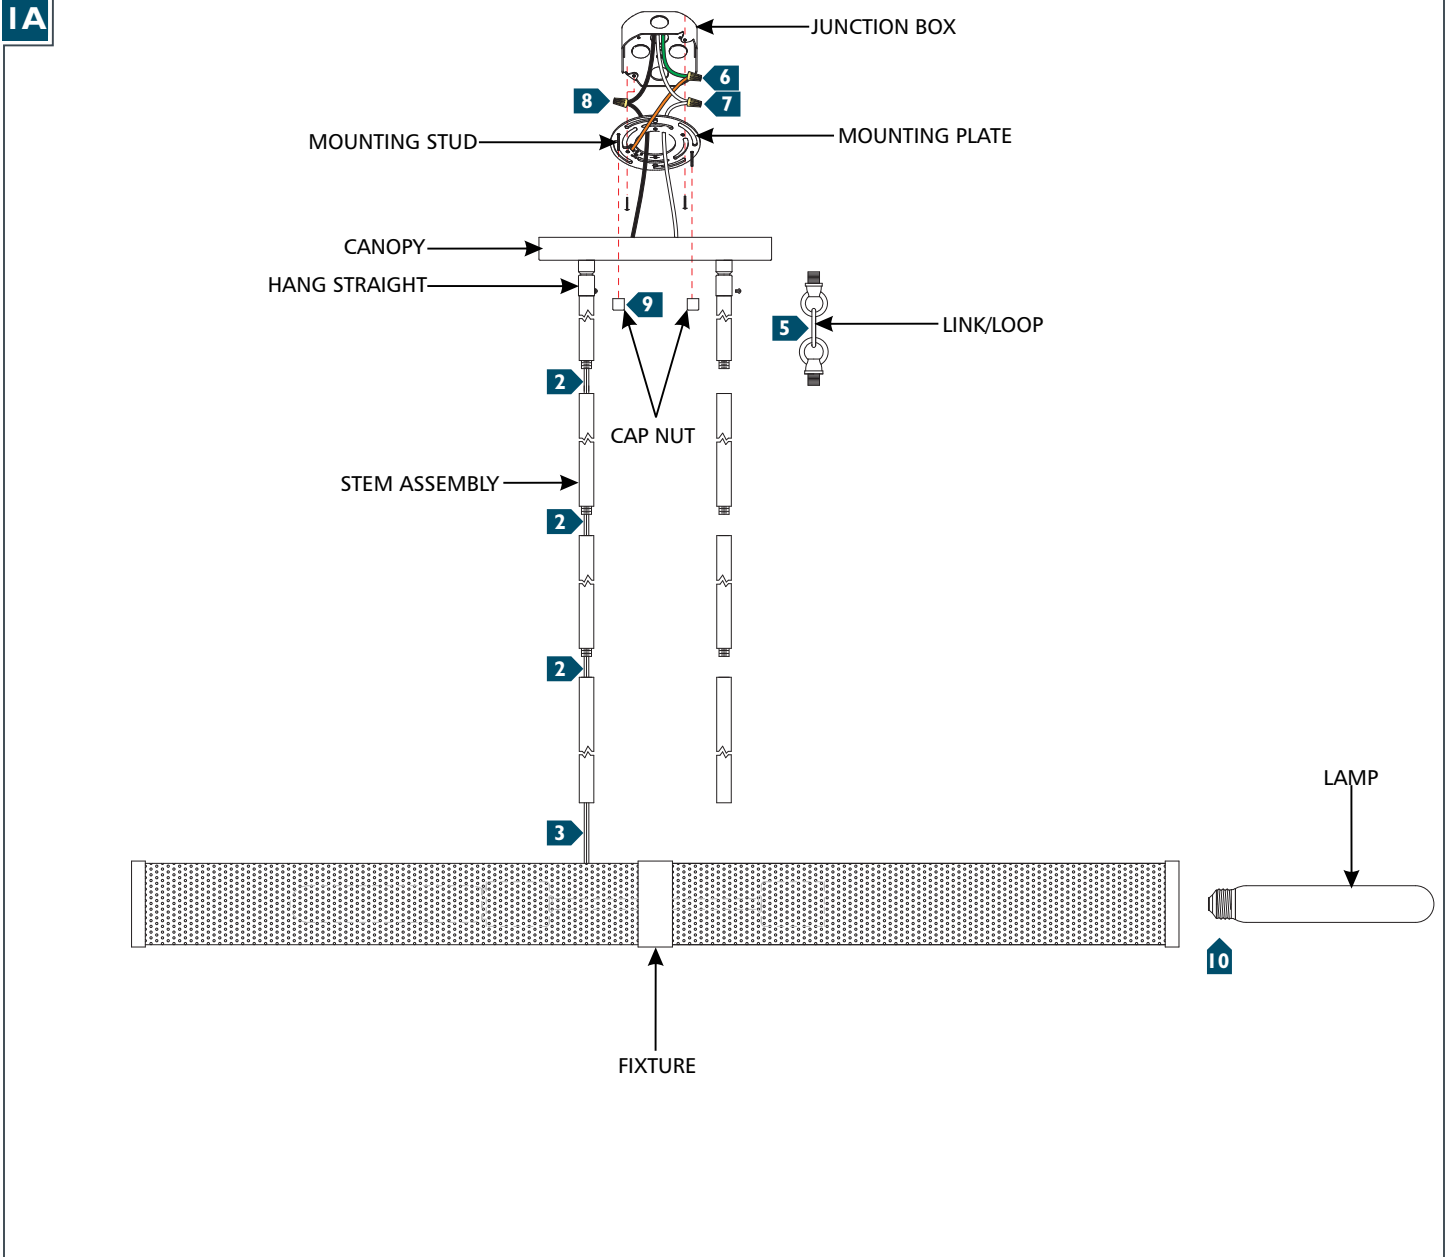 1A
JUNCTION BOX
6
8
7
MOUNTING STUD
MOUNTING PLATE
CANOPY
HANG STRAIGHT
9
5
LINK/LOOP
2
CAP NUT
STEM ASSEMBLY
2
2
LAMP
3
10
FIXTURE